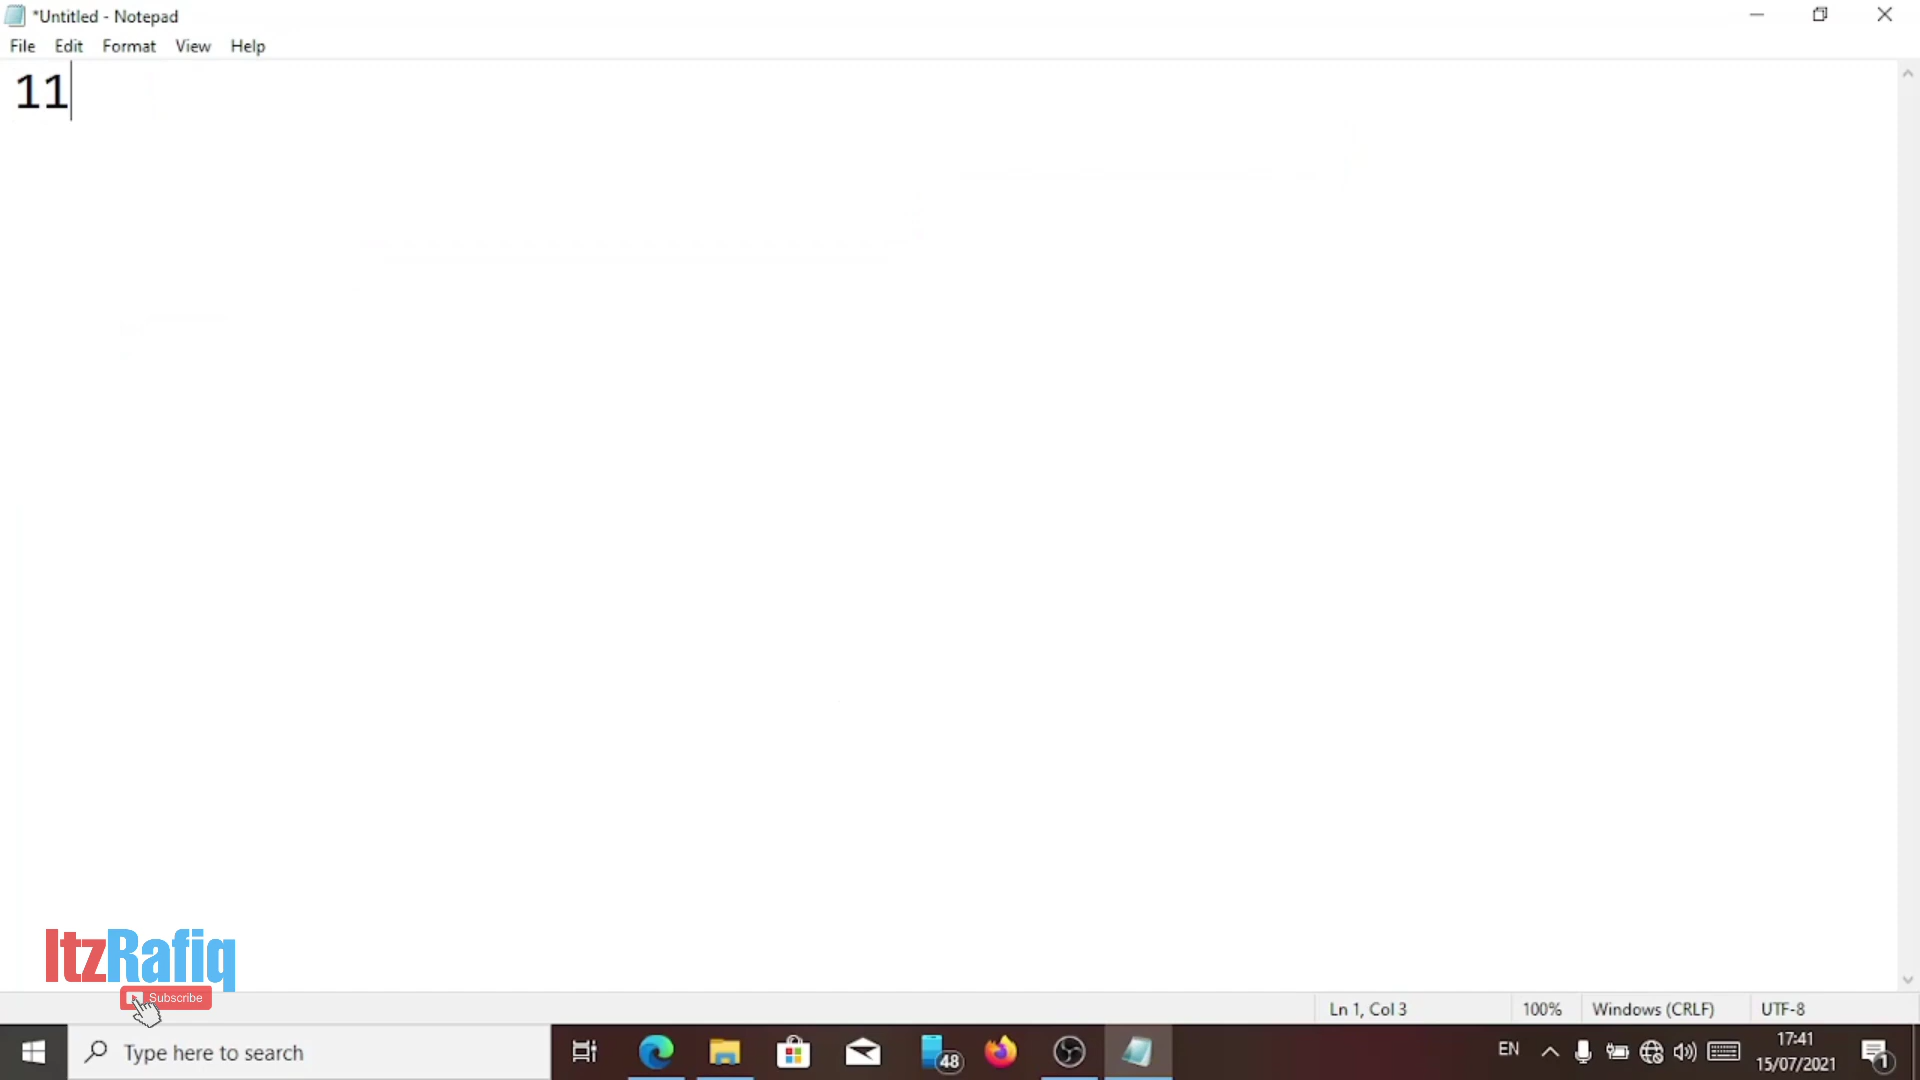 *Untitled - Notepad
File Edit Format View Help
11
ItzRafiq
Subscribe
Ln 1, Col 3 100% Windows (CRLF) UTF-8
Type here to search 48 EN 17:41
15/07/2021 1